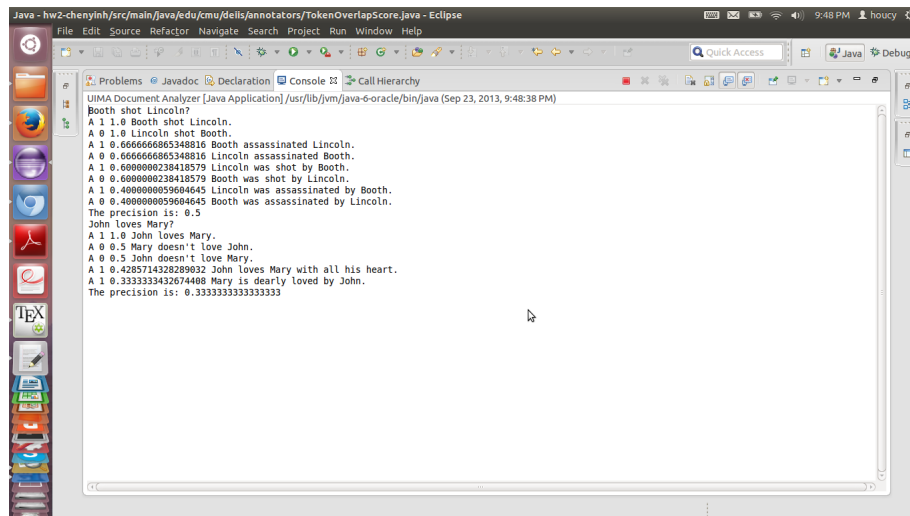 Java - hw2-chenyinh/src/main/java/edu/cmu/deiis/annotators/TokenOverlapScore.java - Eclipse
9:48 PM houcy
File Edit Source Refactor Navigate Search Project Run Window Help
Quick Access Java Debug
Problems Javadoc Declaration Console Call Hierarchy
UIMA Document Analyzer [Java Application] /usr/lib/jvm/java-6-oracle/bin/java (Sep 23, 2013, 9:48:38 PM)
Booth shot Lincoln?
A 1 1.0 Booth shot Lincoln.
A 0 1.0 Lincoln shot Booth.
A 1 0.6666666865348816 Booth assassinated Lincoln.
A 0 0.6666666865348816 Lincoln assassinated Booth.
A 1 0.6000000238418579 Lincoln was shot by Booth.
A 0 0.6000000238418579 Booth was shot by Lincoln.
A 1 0.4000000059604645 Lincoln was assassinated by Booth.
A 0 0.4000000059604645 Booth was assassinated by Lincoln.
The precision is: 0.5
John loves Mary?
A 1 1.0 John loves Mary.
A 0 0.5 Mary doesn't love John.
A 0 0.5 John doesn't love Mary.
A 1 0.4285714328289032 John loves Mary with all his heart.
A 1 0.3333333432674408 Mary is dearly loved by John.
The precision is: 0.3333333333333333
TEX